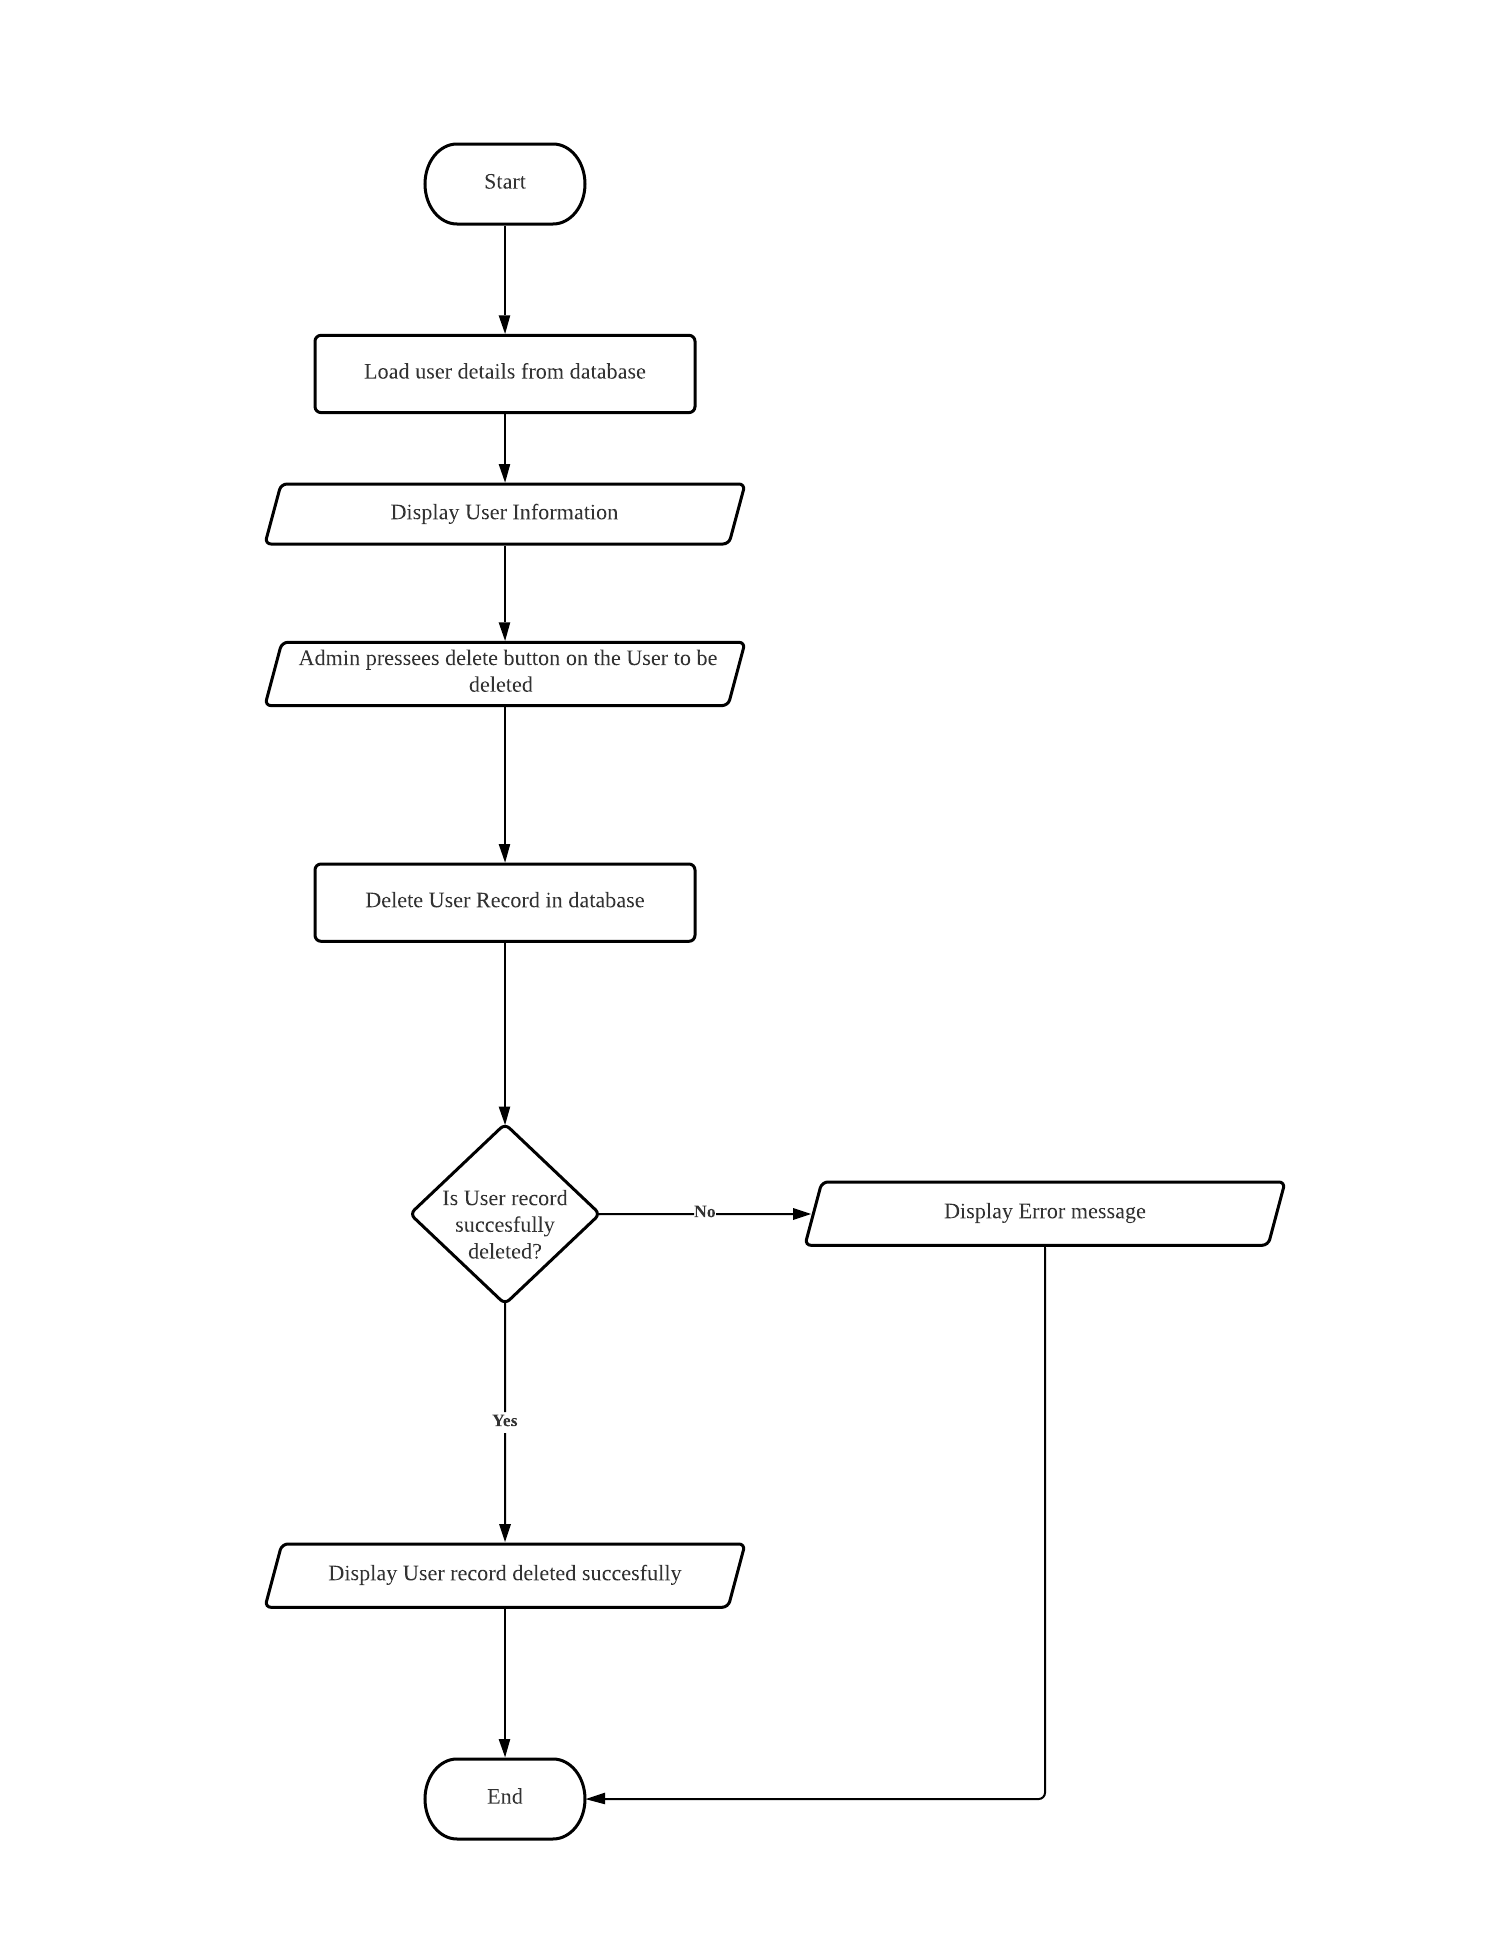 Start
Load user details from database
Display User Information
Admin pressees delete button on the User to be
deleted
Delete User Record in database
Is User record
succesfully
deleted?
No
Display Error message
Yes
Display User record deleted succesfully
End